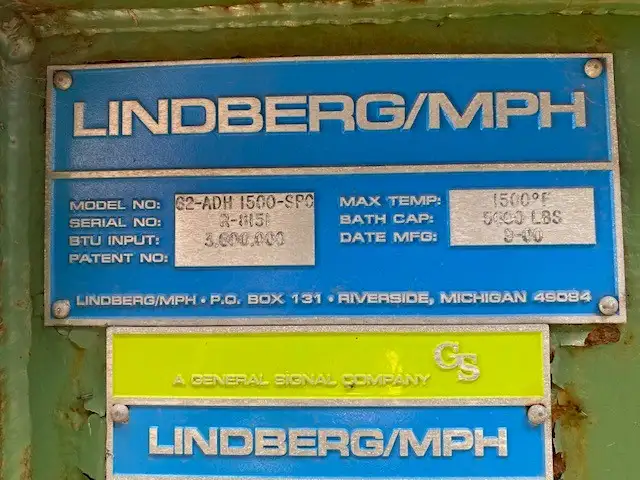 LINDBERG/MPH
MODEL NO: G2-ADH 1500-SPC
SERIAL NO: R-8151
BTU INPUT: 3,600,000
PATENT NO:
MAX TEMP: 1500°F
BATH CAP: LBS
DATE MFG: 9-00
LINDBERG/MPH • P.O. BOX 131 • RIVERSIDE, MICHIGAN 49084
GS
A GENERAL SIGNAL COMPANY
LINDBERG/MPH